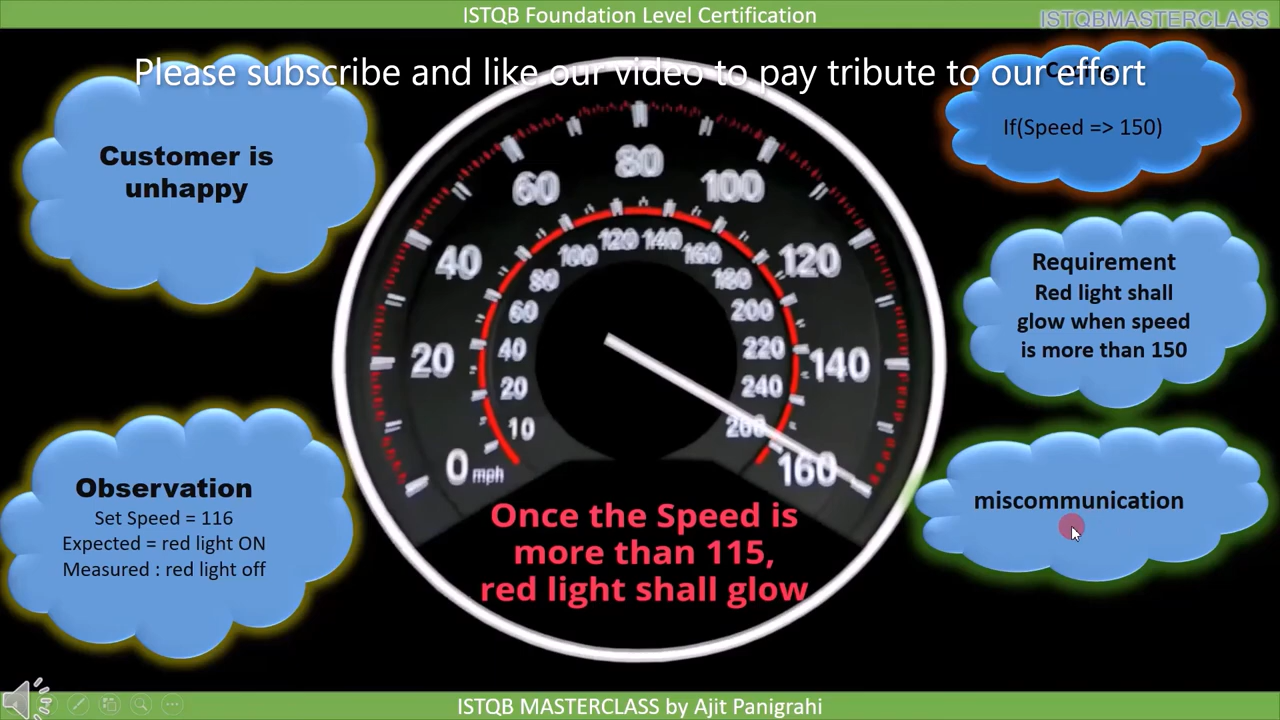 ISTQB Foundation Level Certification
ISTQBMASTERCLASS
Please subscribe and like our video to pay tribute to our effort
Customer is
unhappy
If(Speed => 150)
Requirement
Red light shall
glow when speed
is more than 150
Observation
Set Speed = 116
Expected = red light ON
Measured : red light off
miscommunication
0 mph
20
40
60
80
100
120
140
160
10
20
40
60
80
100
120
140
160
180
200
220
240
Once the Speed is
more than 115,
red light shall glow
ISTQB MASTERCLASS by Ajit Panigrahi